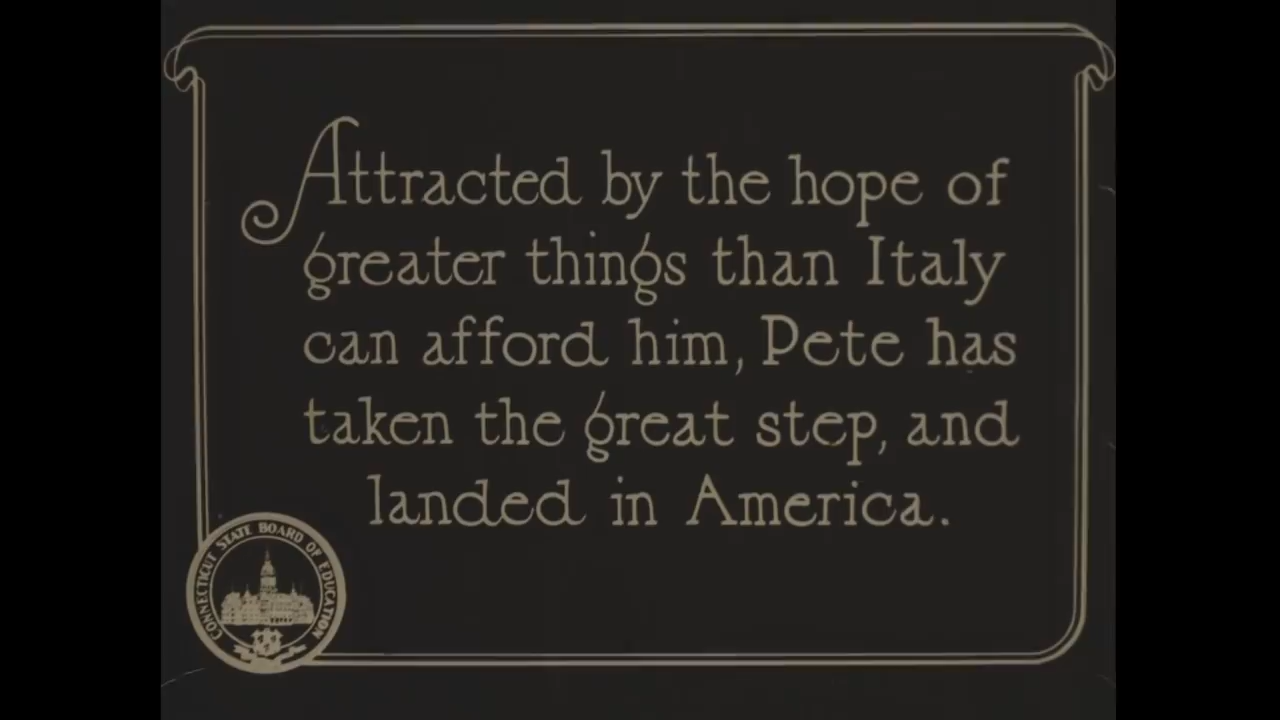 Attracted by the hope of
greater things than Italy
can afford him, Pete has
taken the great step, and
landed in America.
CONNECTICUT STATE BOARD OF EDUCATION